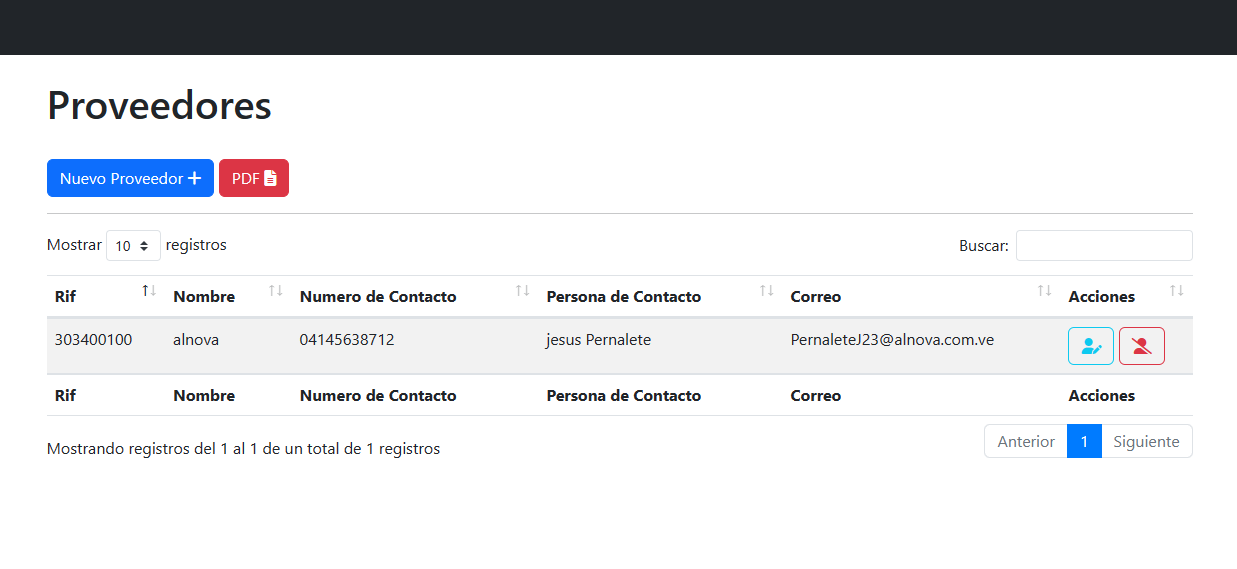 Proveedores
Nuevo Proveedor PDF
Mostrar 10 registros Buscar:
Rif Nombre Numero de Contacto Persona de Contacto Correo Acciones
303400100 alnova 04145638712 jesus Pernalete PernaleteJ23@alnova.com.ve
Rif Nombre Numero de Contacto Persona de Contacto Correo Acciones
Mostrando registros del 1 al 1 de un total de 1 registros Anterior 1 Siguiente